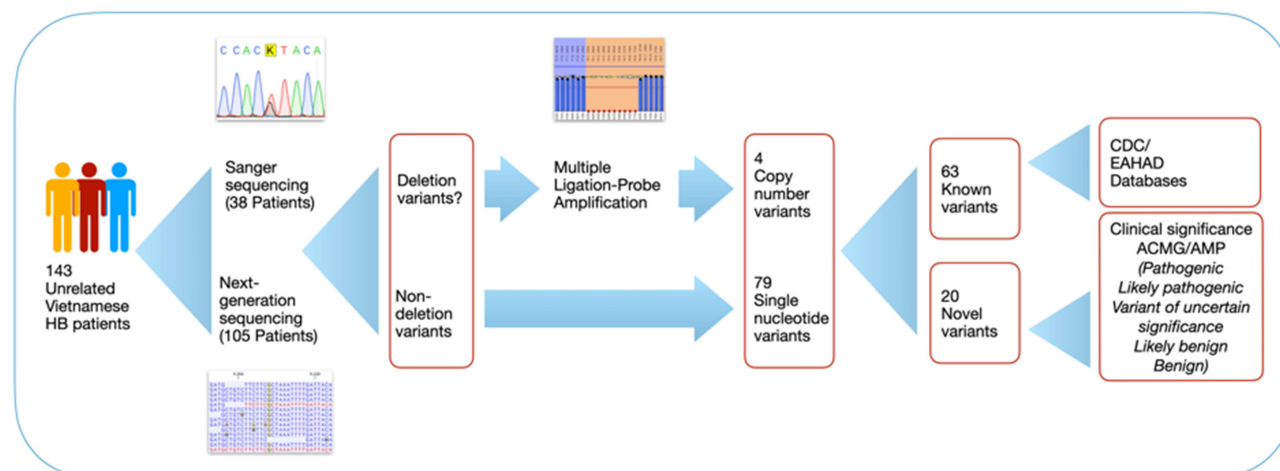 C C A C K T A C A
143
Unrelated
Vietnamese
HB patients
Sanger
sequencing
(38 Patients)
Next-
generation
sequencing
(105 Patients)
Deletion
variants?
Non-
deletion
variants
Multiple
Ligation-Probe
Amplification
4
Copy
number
variants
79
Single
nucleotide
variants
63
Known
variants
20
Novel
variants
CDC/
EAHAD
Databases
Clinical significance
ACMG/AMP
(Pathogenic
Likely pathogenic
Variant of uncertain
significance
Likely benign
Benign)